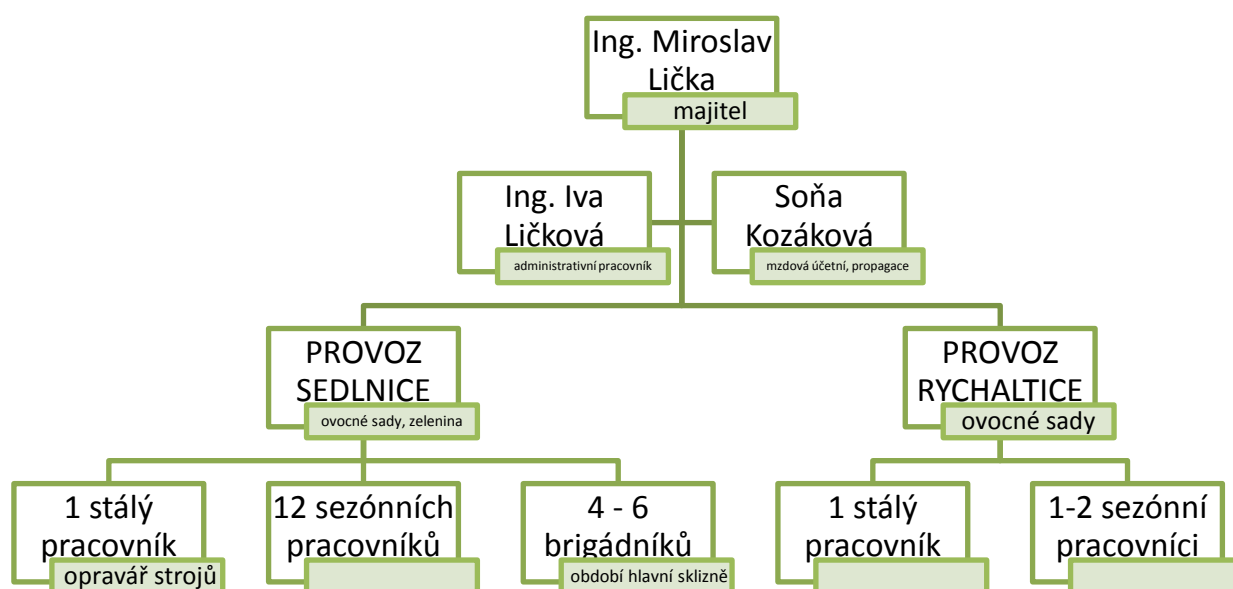 Ing. Miroslav
Lička
majitel
Ing. Iva
Ličková
administrativní pracovník
Soňa
Kozáková
mzdová účetní, propagace
PROVOZ
SEDLNICE
ovocné sady, zelenina
PROVOZ
RYCHALTICE
ovocné sady
1 stálý
pracovník
opravář strojů
12 sezónních
pracovníků
4 - 6
brigádníků
období hlavní sklizně
1 stálý
pracovník
1-2 sezónní
pracovníci